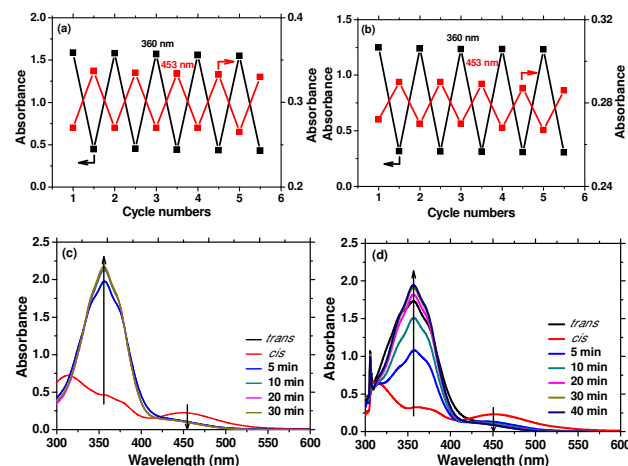 (a)
360 nm
453 nm
Absorbance
Absorbance
2.0
1.5
1.0
0.5
0.0
0.4
0.3
0.2
1 2 3 4 5 6
Cycle numbers
(b)
360 nm
453 nm
Absorbance
Absorbance
1.5
1.0
0.5
0.0
0.32
0.28
0.24
1 2 3 4 5 6
Cycle numbers
(c)
Absorbance
2.5
2.0
1.5
1.0
0.5
0.0
trans
cis
5 min
10 min
20 min
30 min
300 350 400 450 500 550 600
Wavelength (nm)
(d)
Absorbance
2.5
2.0
1.5
1.0
0.5
0.0
trans
cis
5 min
10 min
20 min
30 min
40 min
300 350 400 450 500 550 600
Wavelength (nm)